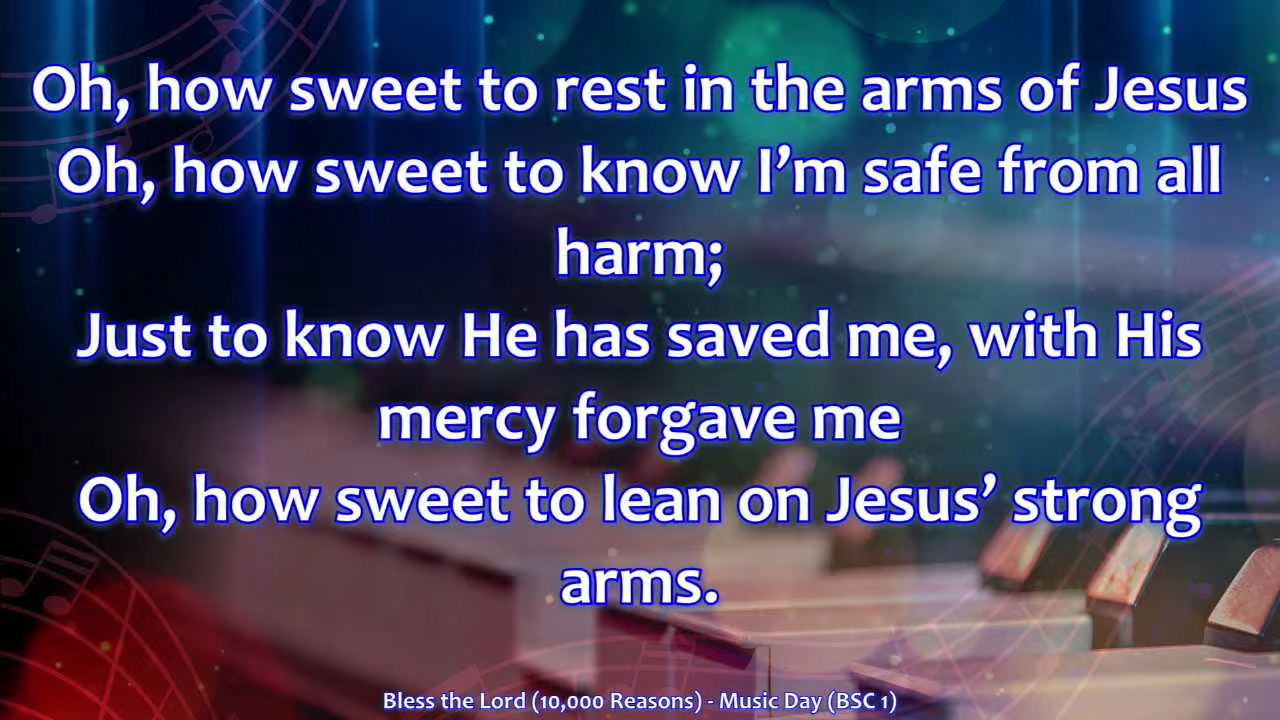 Oh, how sweet to rest in the arms of Jesus
Oh, how sweet to know I’m safe from all
harm;
Just to know He has saved me, with His
mercy forgave me
Oh, how sweet to lean on Jesus’ strong
arms.
Bless the Lord (10,000 Reasons) - Music Day (BSC 1)